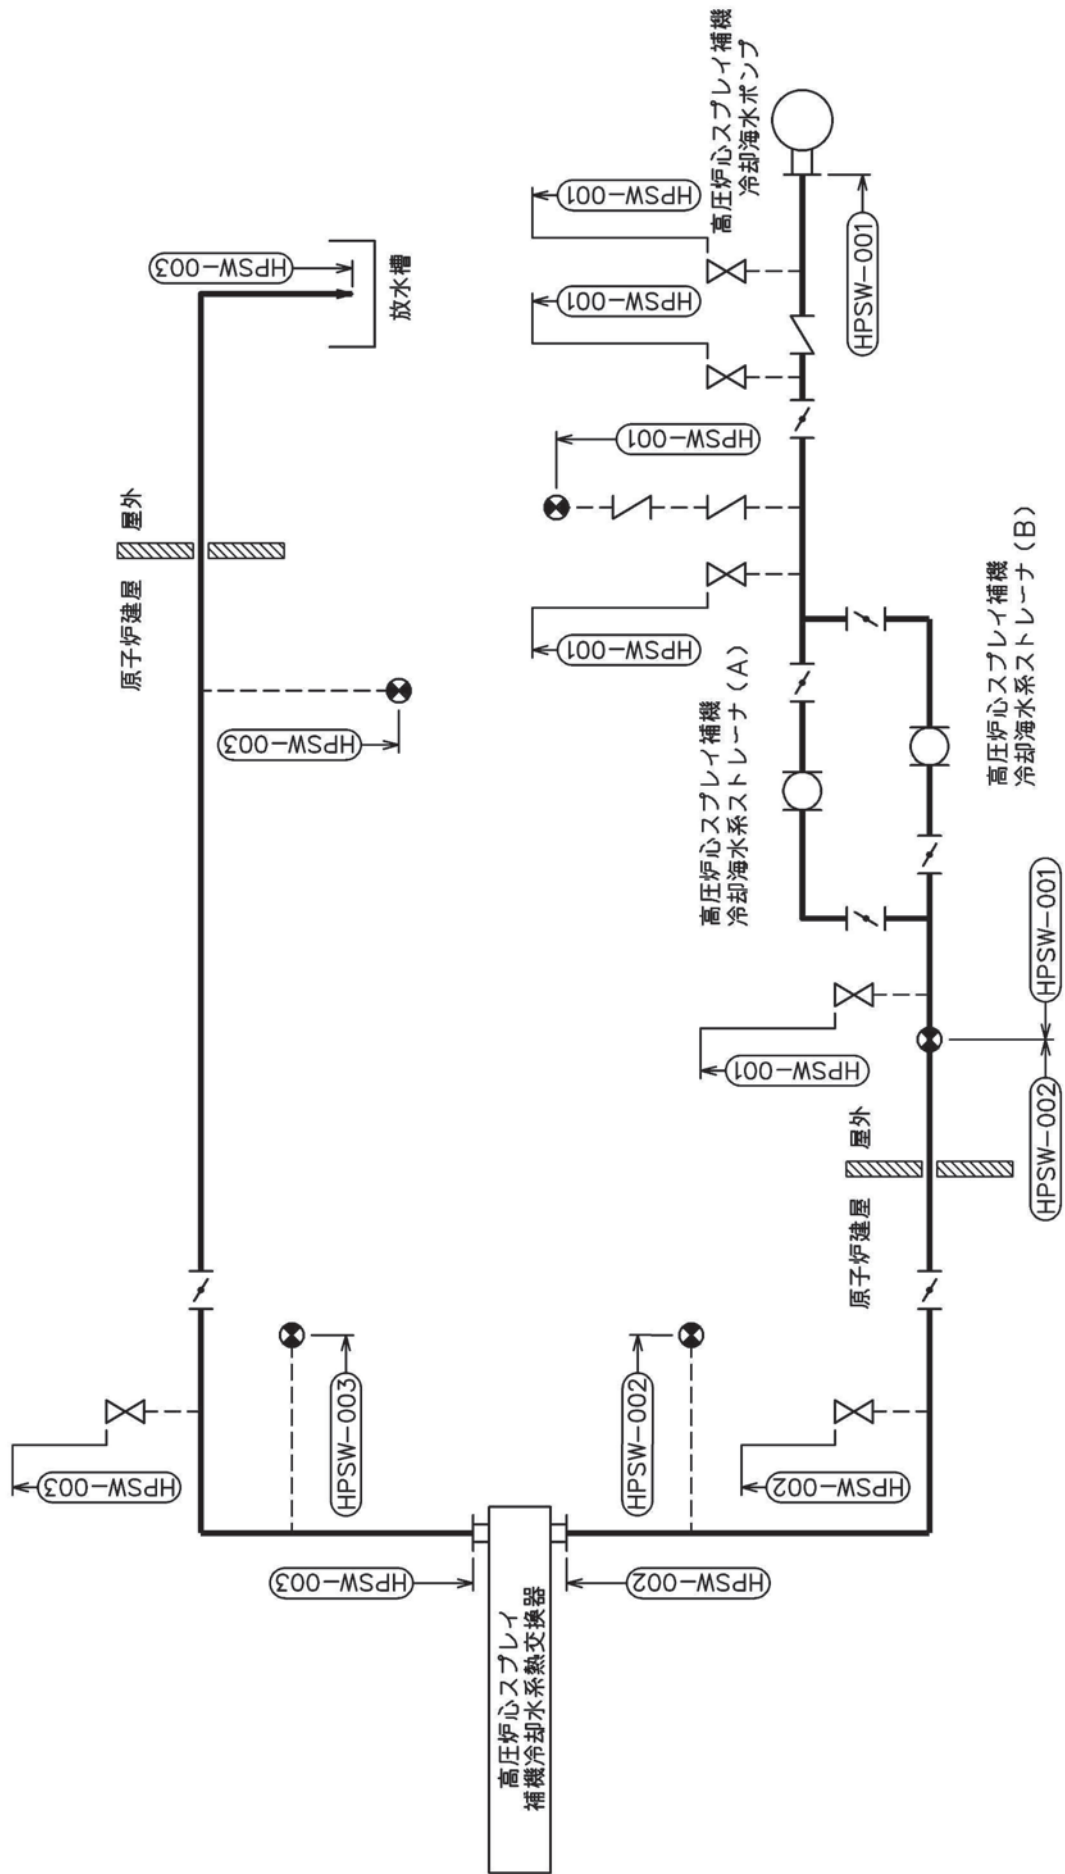 高圧炉心スプレイ
補機冷却水系熱交換器
HPSW-003
HPSW-002
HPSW-003
HPSW-003
HPSW-002
HPSW-002
原子炉建屋
屋外
HPSW-003
HPSW-003
放水槽
原子炉建屋
屋外
HPSW-002
HPSW-001
HPSW-001
高圧炉心スプレイ補機
冷却海水系ストレーナ(A)
高圧炉心スプレイ補機
冷却海水系ストレーナ(B)
HPSW-001
HPSW-001
HPSW-001
HPSW-001
HPSW-001
高圧炉心スプレイ補機
冷却海水ポンプ